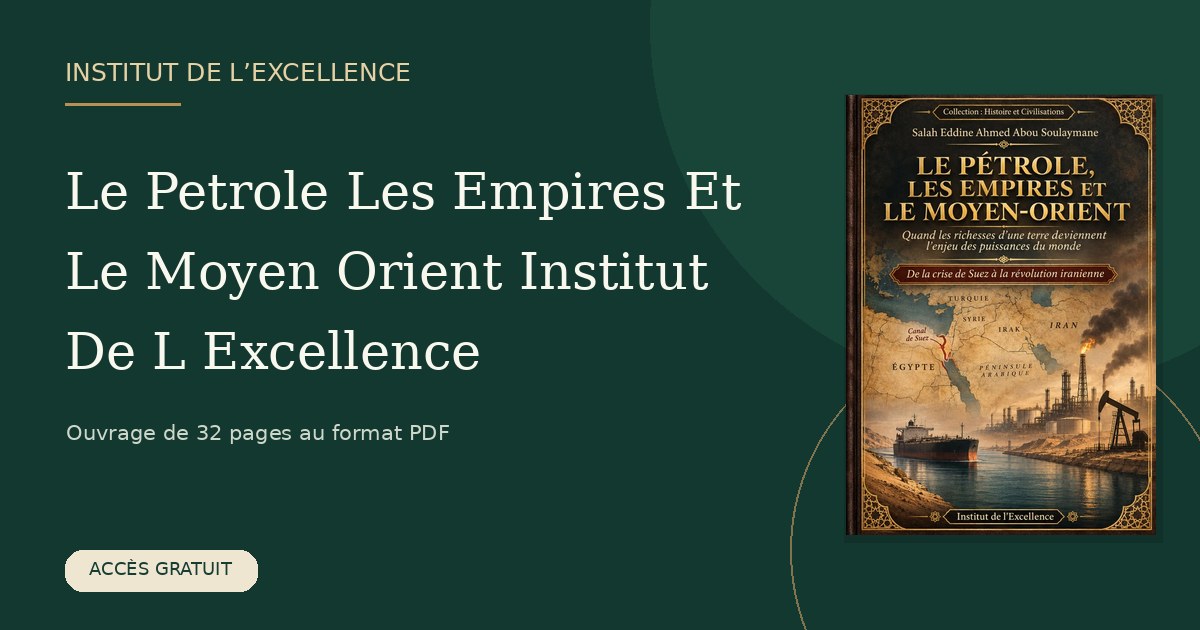 INSTITUT DE L’EXCELLENCE
Le Petrole Les Empires Et
Le Moyen Orient Institut
De L Excellence
Ouvrage de 32 pages au format PDF
ACCÈS GRATUIT
Collection : Histoire et Civilisations
Salah Eddine Ahmed Abou Soulaymane
LE PÉTROLE,
LES EMPIRES ET
LE MOYEN-ORIENT
Quand les richesses d'une terre deviennent
l'enjeu des puissances du monde
De la crise de Suez à la révolution iranienne
TURQUIE
SYRIE
IRAK
IRAN
Canal
de Suez
ÉGYPTE
PÉNINSULE
ARABIQUE
Institut de l'Excellence